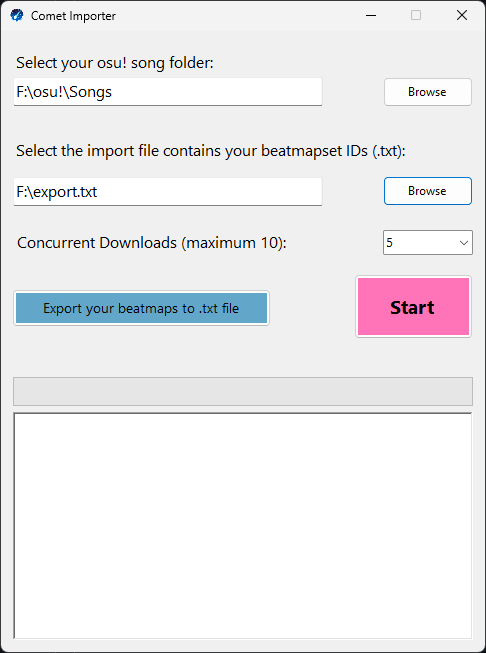 Comet Importer
Select your osu! song folder:
F:\osu!\Songs
Browse
Select the import file contains your beatmapset IDs (.txt):
F:\export.txt
Browse
Concurrent Downloads (maximum 10):
5
Export your beatmaps to .txt file
Start